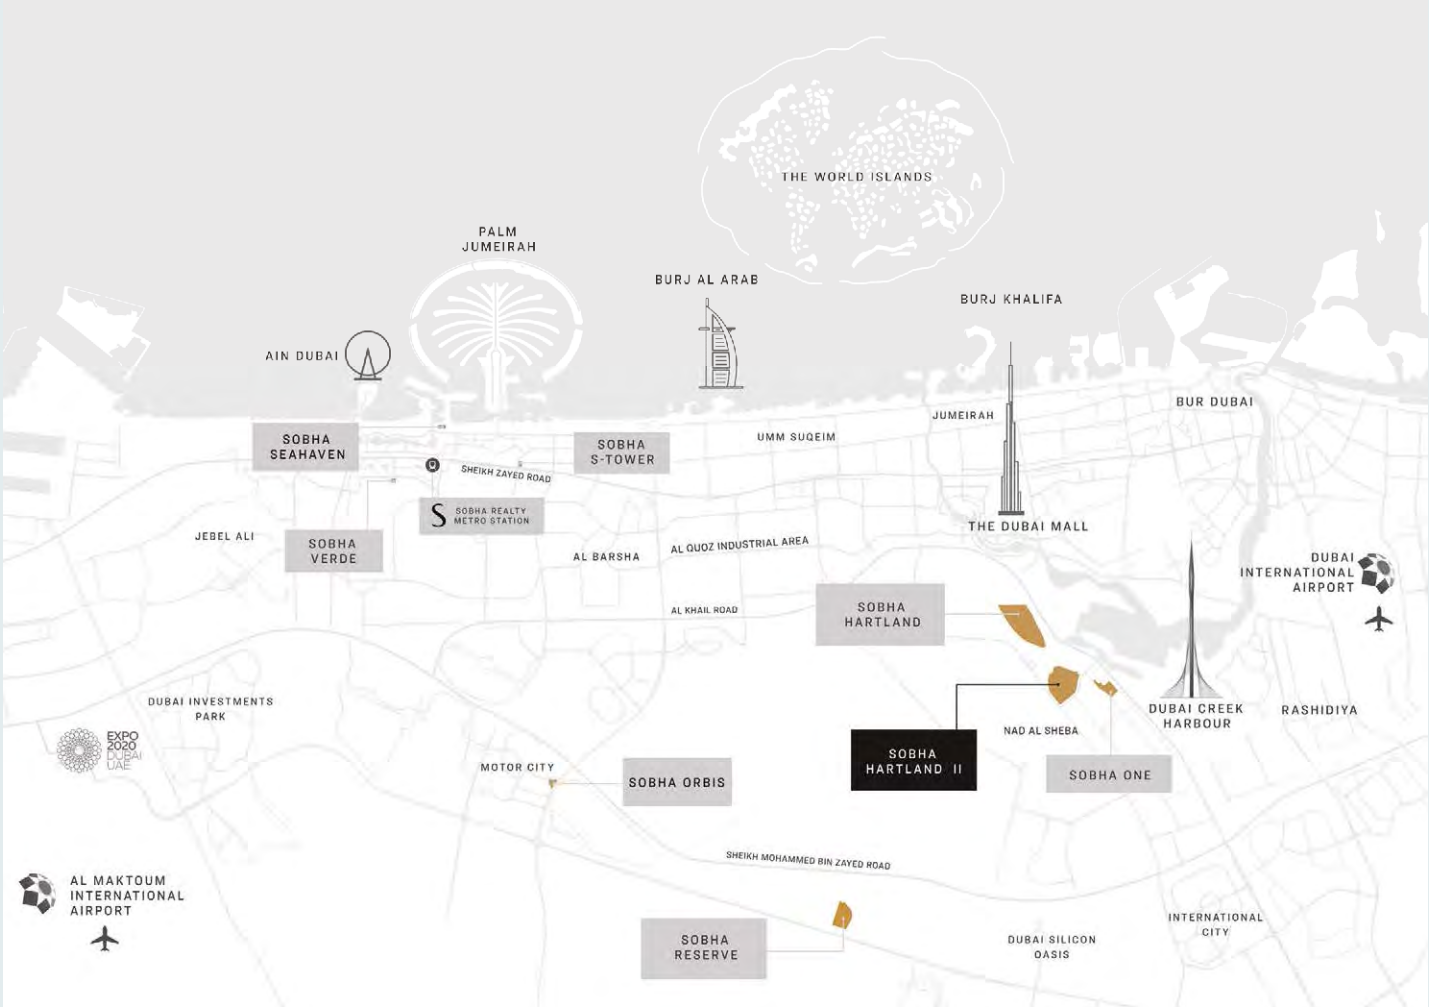 THE WORLD ISLANDS
PALM
JUMEIRAH
BURJ AL ARAB
BURJ KHALIFA
AIN DUBAI
BUR DUBAI
JUMEIRAH
UMM SUQEIM
SOBHA
SEAHAVEN
SOBHA
S-TOWER
SHEIKH ZAYED ROAD
S
SOBHA REALTY
METRO STATION
THE DUBAI MALL
JEBEL ALI
SOBHA
VERDE
AL BARSHA
AL QUOZ INDUSTRIAL AREA
DUBAI
INTERNATIONAL
AIRPORT
AL KHAIL ROAD
SOBHA
HARTLAND
DUBAI INVESTMENTS
PARK
DUBAI CREEK
HARBOUR
RASHIDIYA
NAD AL SHEBA
EXPO
2020
DUBAI
UAE
MOTOR CITY
SOBHA ORBIS
SOBHA
HARTLAND II
SOBHA ONE
SHEIKH MOHAMMED BIN ZAYED ROAD
AL MAKTOUM
INTERNATIONAL
AIRPORT
SOBHA
RESERVE
DUBAI SILICON
OASIS
INTERNATIONAL
CITY